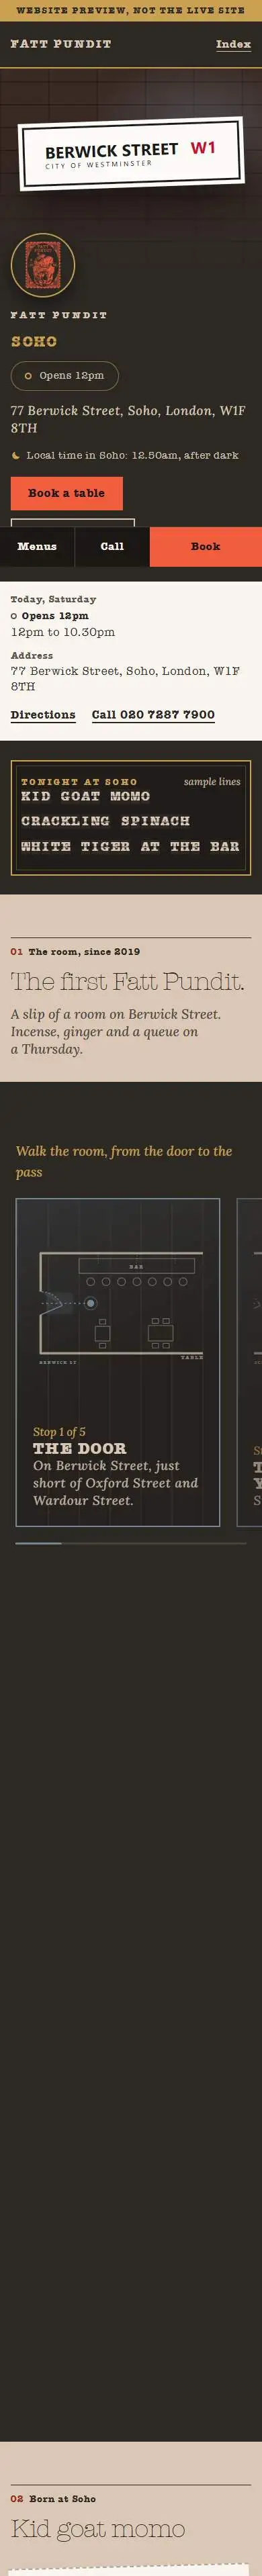 WEBSITE PREVIEW, NOT THE LIVE SITE
FATT PUNDIT
Index
BERWICK STREET W1
CITY OF WESTMINSTER
FATT PUNDIT
SOHO
Opens 12pm
77 Berwick Street, Soho, London, W1F
8TH
Local time in Soho: 12.50am, after dark
Book a table
Menus
Call
Book
Today, Saturday
Opens 12pm
12pm to 10.30pm
Address
77 Berwick Street, Soho, London, W1F
8TH
Directions
Call 020 7287 7900
TONIGHT AT SOHO
sample lines
KID GOAT MOMO
CRACKLING SPINACH
WHITE TIGER AT THE BAR
01 The room, since 2019
The first Fatt Pundit.
A slip of a room on Berwick Street.
Incense, ginger and a queue on
a Thursday.
Walk the room, from the door to the
pass
BAR
TABLE
Stop 1 of 5
THE DOOR
On Berwick Street, just
short of Oxford Street and
Wardour Street.
02 Born at Soho
Kid goat momo